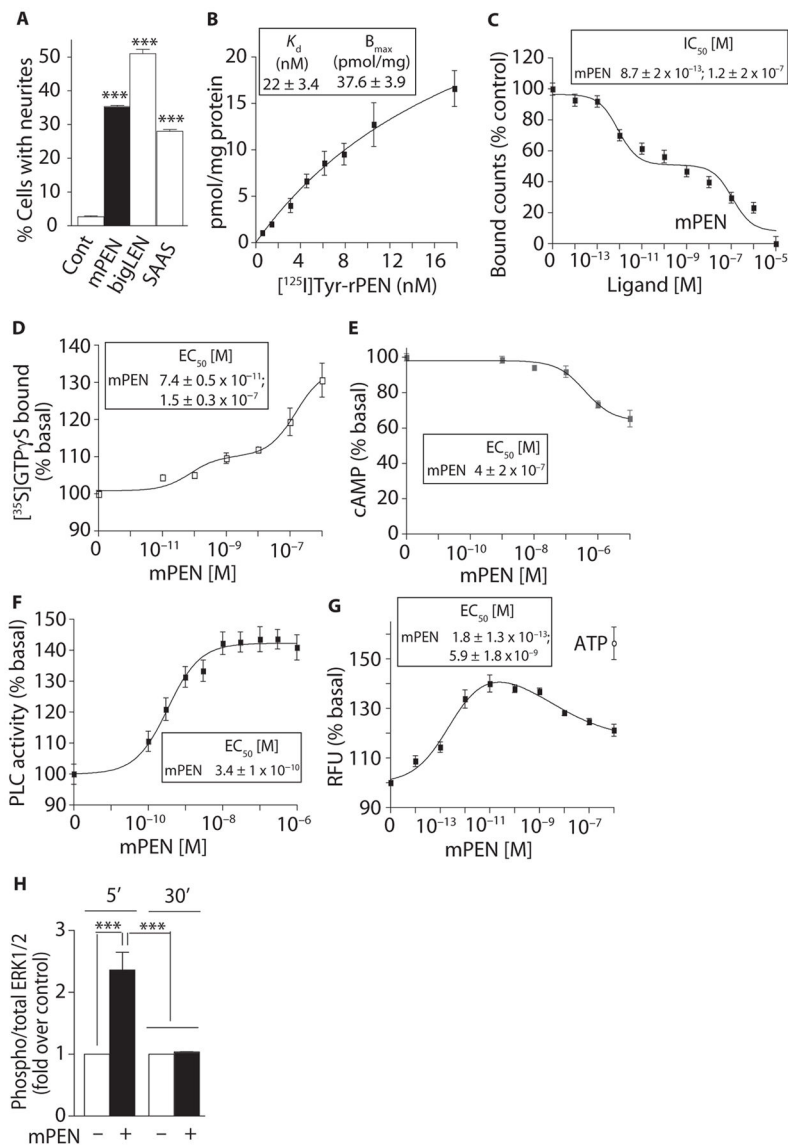 A
% Cells with neurites
60
50
40
30
20
10
0
***
***
***
Cont
mPEN
bigLEN
SAAS
B
pmol/mg protein
20
15
10
5
0
Kd Bmax
(nM) (pmol/mg)
22 ± 3.4 37.6 ± 3.9
0 4 8 12 16
[¹²⁵I]Tyr-rPEN (nM)
C
Bound counts (% control)
120
100
80
60
40
20
0
IC₅₀ [M]
mPEN 8.7 ± 2 x 10⁻¹³; 1.2 ± 2 x 10⁻⁷
mPEN
0 10⁻¹³ 10⁻¹¹ 10⁻⁹ 10⁻⁷ 10⁻⁵
Ligand [M]
D
[³⁵S]GTPγS bound
(% basal)
140
130
120
110
100
90
EC₅₀ [M]
mPEN 7.4 ± 0.5 x 10⁻¹¹;
1.5 ± 0.3 x 10⁻⁷
0 10⁻¹¹ 10⁻⁹ 10⁻⁷
mPEN [M]
E
cAMP (% basal)
100
80
60
40
20
0
EC₅₀ [M]
mPEN 4 ± 2 x 10⁻⁷
0 10⁻¹⁰ 10⁻⁸ 10⁻⁶
mPEN [M]
F
PLC activity (% basal)
150
140
130
120
110
100
90
EC₅₀ [M]
mPEN 3.4 ± 1 x 10⁻¹⁰
0 10⁻¹⁰ 10⁻⁸ 10⁻⁶
mPEN [M]
G
RFU (% basal)
170
150
130
110
90
EC₅₀ [M]
mPEN 1.8 ± 1.3 x 10⁻¹³;
5.9 ± 1.8 x 10⁻⁹
ATP
0 10⁻¹³ 10⁻¹¹ 10⁻⁹ 10⁻⁷
mPEN [M]
H
Phospho/total ERK1/2
(fold over control)
5′ 30′
*** ***
3
2
1
0
mPEN − + − +